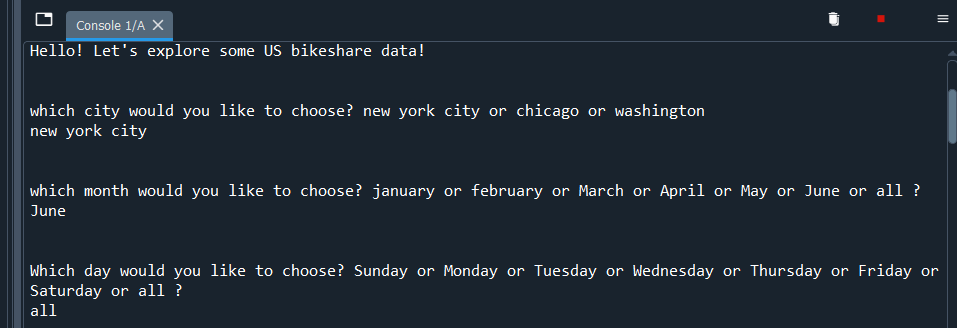 Console 1/A
Hello! Let's explore some US bikeshare data!
which city would you like to choose? new york city or chicago or washington
new york city
which month would you like to choose? january or february or March or April or May or June or all ?
June
Which day would you like to choose? Sunday or Monday or Tuesday or Wednesday or Thursday or Friday or
Saturday or all ?
all